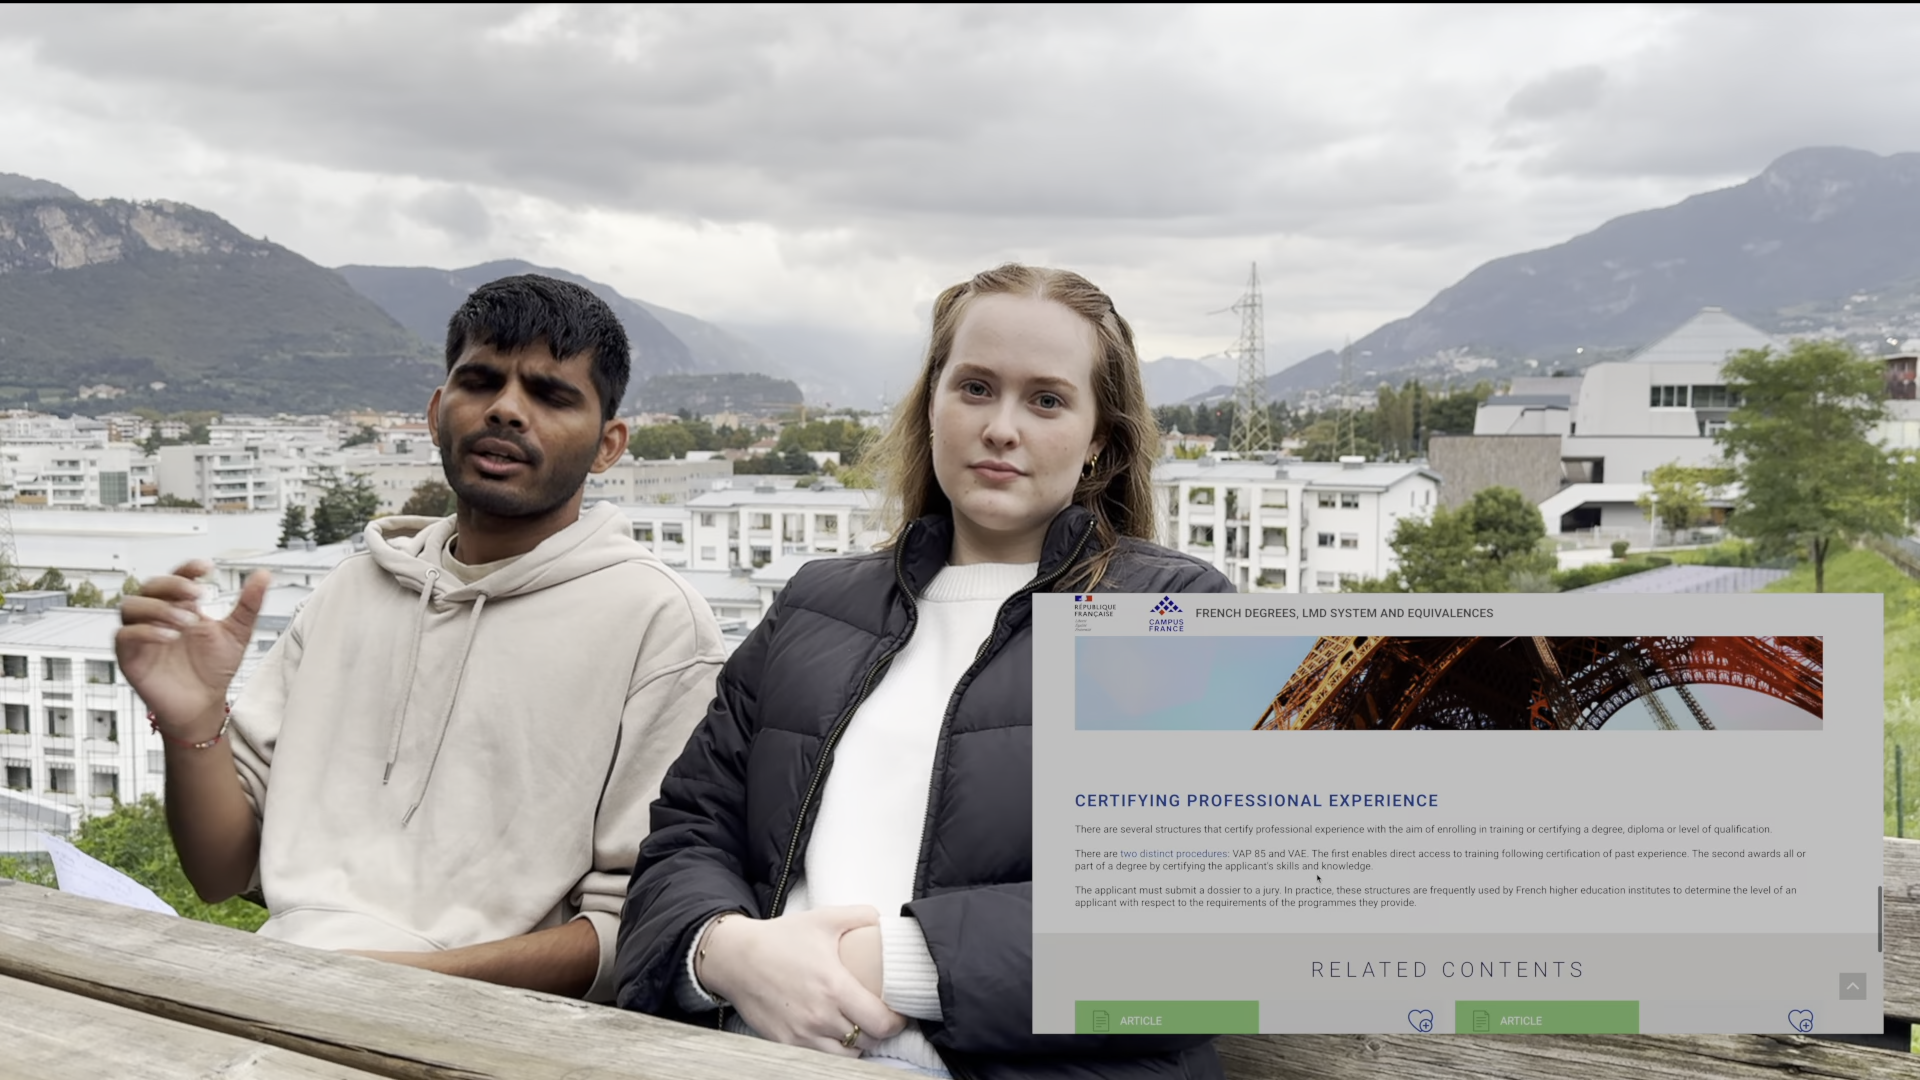 RÉPUBLIQUE
FRANÇAISE
CAMPUS
FRANCE
FRENCH DEGREES, LMD SYSTEM AND EQUIVALENCES
CERTIFYING PROFESSIONAL EXPERIENCE
There are several structures that certify professional experience with the aim of enrolling in training or certifying a degree, diploma or level of qualification.
There are two distinct procedures: VAP 85 and VAE. The first enables direct access to training following certification of past experience. The second awards all or
part of a degree by certifying the applicant's skills and knowledge.
The applicant must submit a dossier to a jury. In practice, these structures are frequently used by French higher education institutes to determine the level of an
applicant with respect to the requirements of the programmes they provide.
RELATED CONTENTS
ARTICLE
ARTICLE